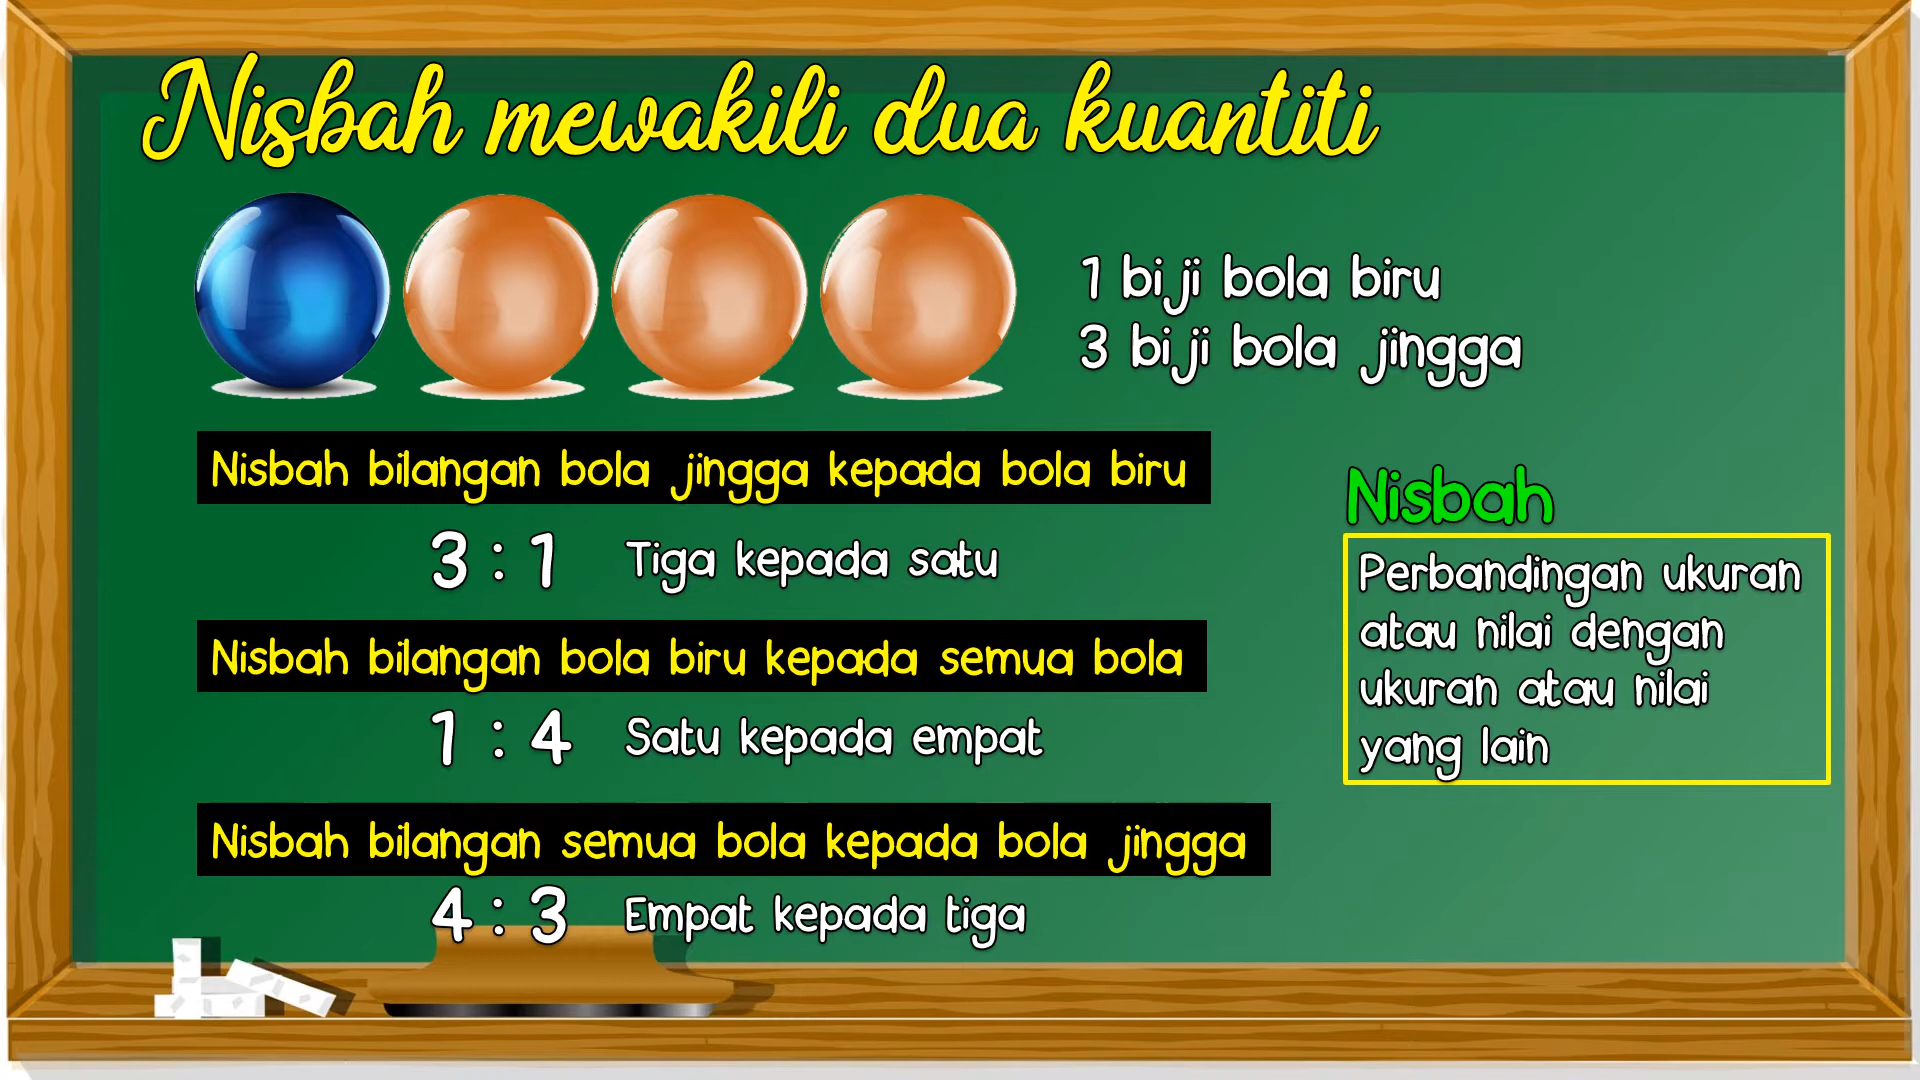 Nisbah mewakili dua kuantiti
1 biji bola biru
3 biji bola jingga
Nisbah bilangan bola jingga kepada bola biru
3 : 1 Tiga kepada satu
Nisbah bilangan bola biru kepada semua bola
1 : 4 Satu kepada empat
Nisbah bilangan semua bola kepada bola jingga
4 : 3 Empat kepada tiga
Nisbah
Perbandingan ukuran
atau nilai dengan
ukuran atau nilai
yang lain